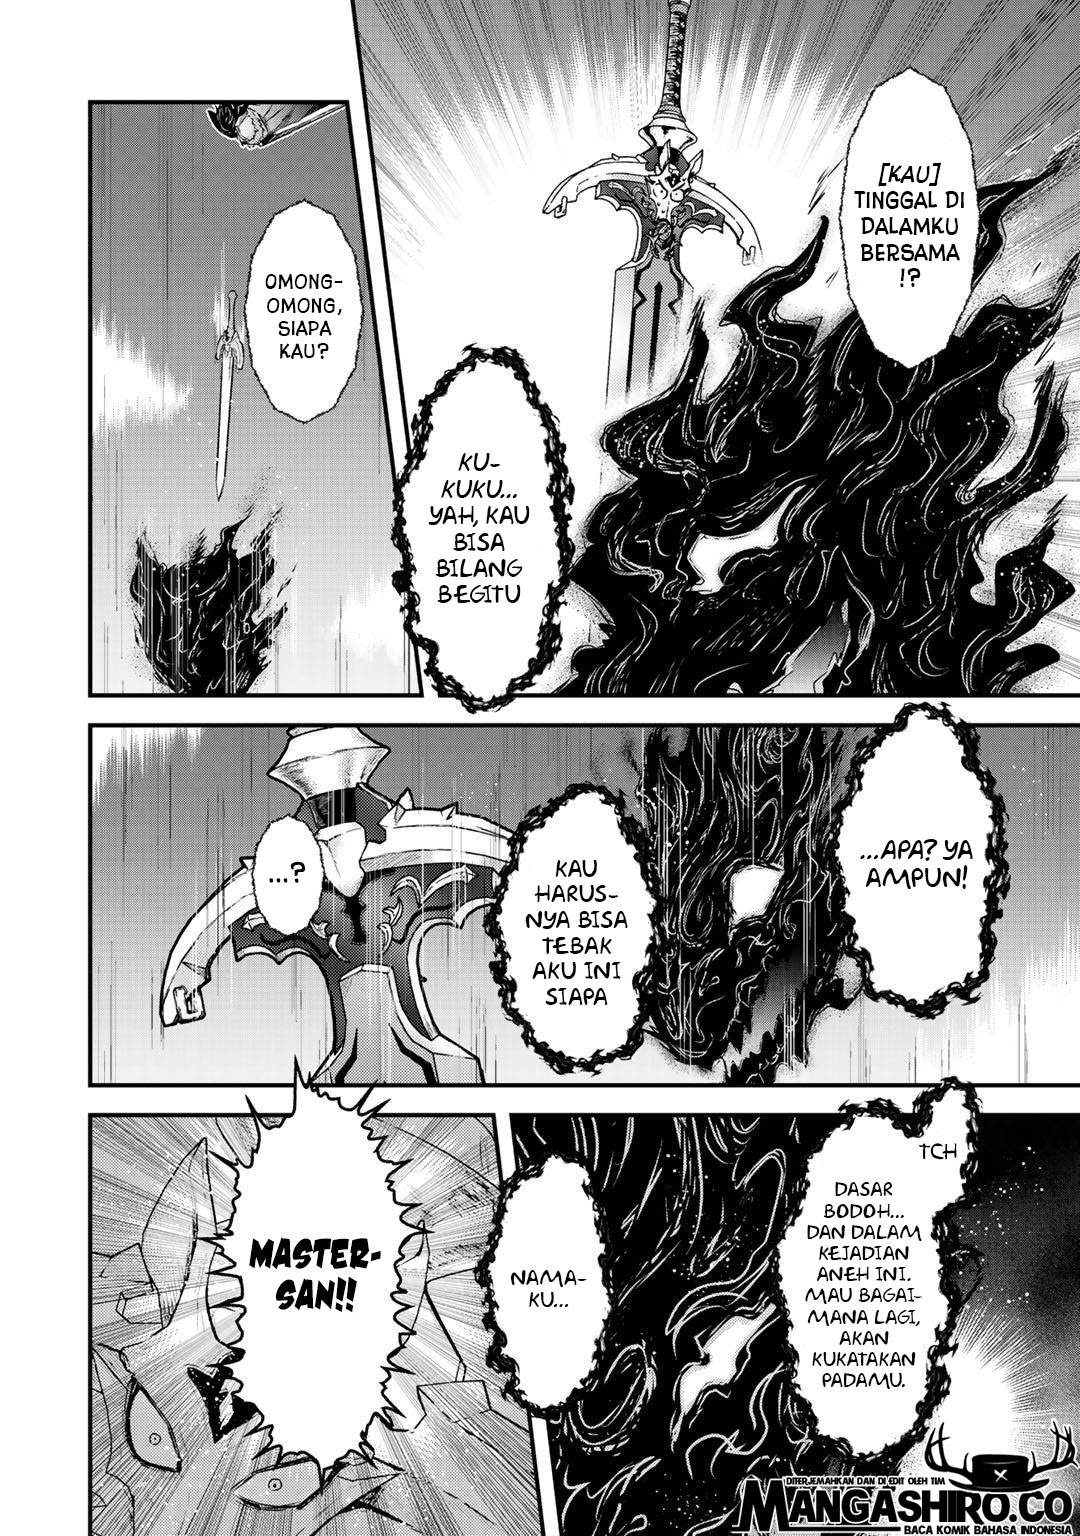 [KAU]
TINGGAL DI
DALAMKU
BERSAMA
!?
KU-
KUKU...
YAH, KAU
BISA
BILANG
BEGITU
OMONG-
OMONG,
SIAPA
KAU?
...APA? YA
AMPUN!
KAU
HARUS-
NYA BISA
TEBAK
AKU INI
SIAPA
...?
TCH
DASAR
BODOH...
DAN DALAM
KEJADIAN
ANEH INI.
MAU BAGAI-
MANA LAGI,
AKAN
KUKATAKAN
PADAMU.
NAMA-
KU...
MASTER-
SAN!!
DITERJEMAHKAN DAN DI EDIT OLEH TIM
MANGASHIRO.CO
BACA KOMIK BAHASA INDONESIA